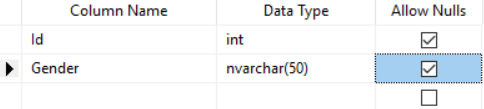 Column Name Data Type Allow Nulls
Id int
Gender nvarchar(50)